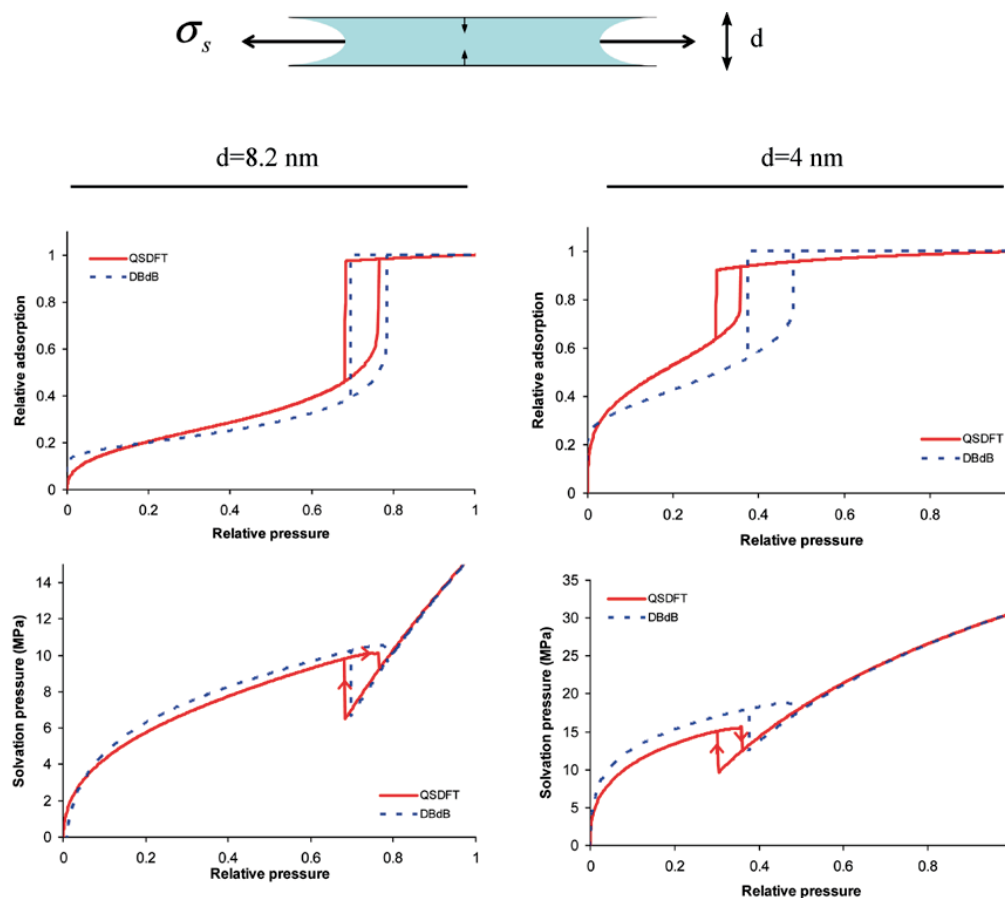 σs d
d=8.2 nm d=4 nm
Relative adsorption
1
0.8
0.6
0.4
0.2
0
QSDFT
DBdB
0 0.2 0.4 0.6 0.8 1
Relative pressure
Relative adsorption
1
0.8
0.6
0.4
0.2
0
QSDFT
DBdB
0 0.2 0.4 0.6 0.8
Relative pressure
Solvation pressure (MPa)
14
12
10
8
6
4
2
0
QSDFT
DBdB
0 0.2 0.4 0.6 0.8 1
Relative pressure
Solvation pressure (MPa)
35
30
25
20
15
10
5
0
QSDFT
DBdB
0 0.2 0.4 0.6 0.8
Relative pressure